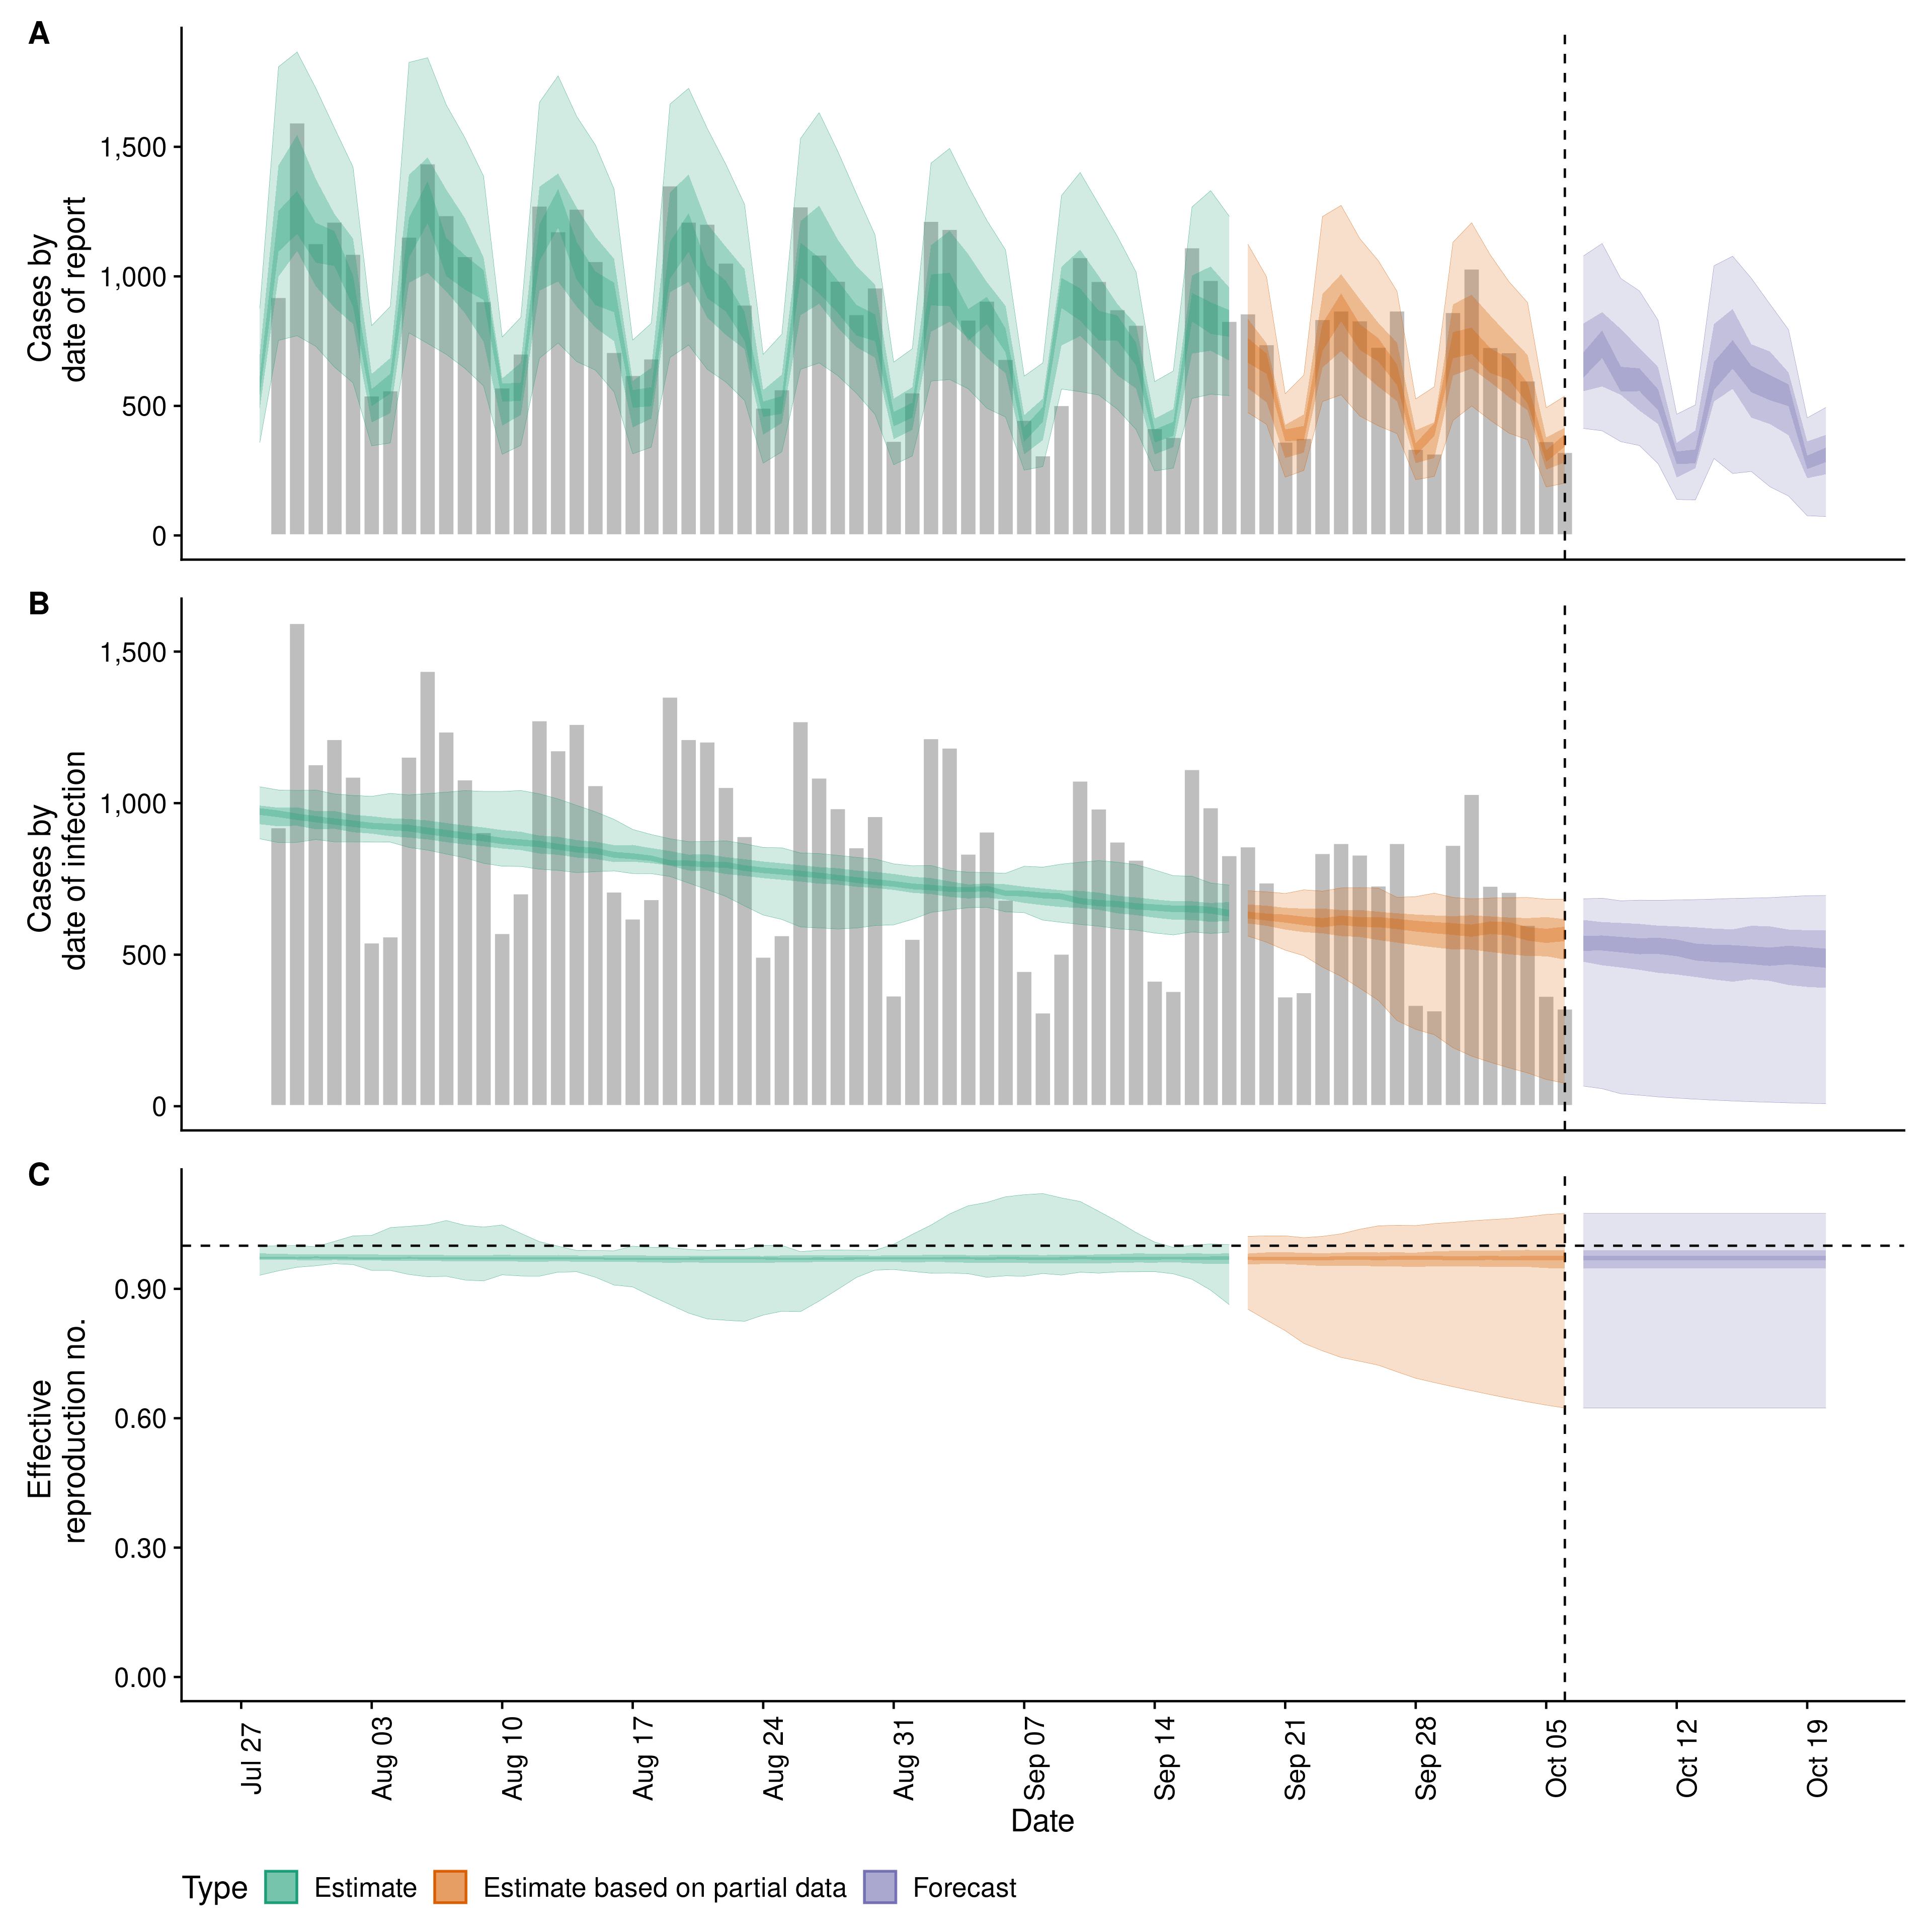 A
Cases by
date of report
1,500
1,000
500
0
B
Cases by
date of infection
1,500
1,000
500
0
C
Effective
reproduction no.
0.90
0.60
0.30
0.00
Jul 27
Aug 03
Aug 10
Aug 17
Aug 24
Aug 31
Sep 07
Sep 14
Sep 21
Sep 28
Oct 05
Oct 12
Oct 19
Date
Type
Estimate
Estimate based on partial data
Forecast